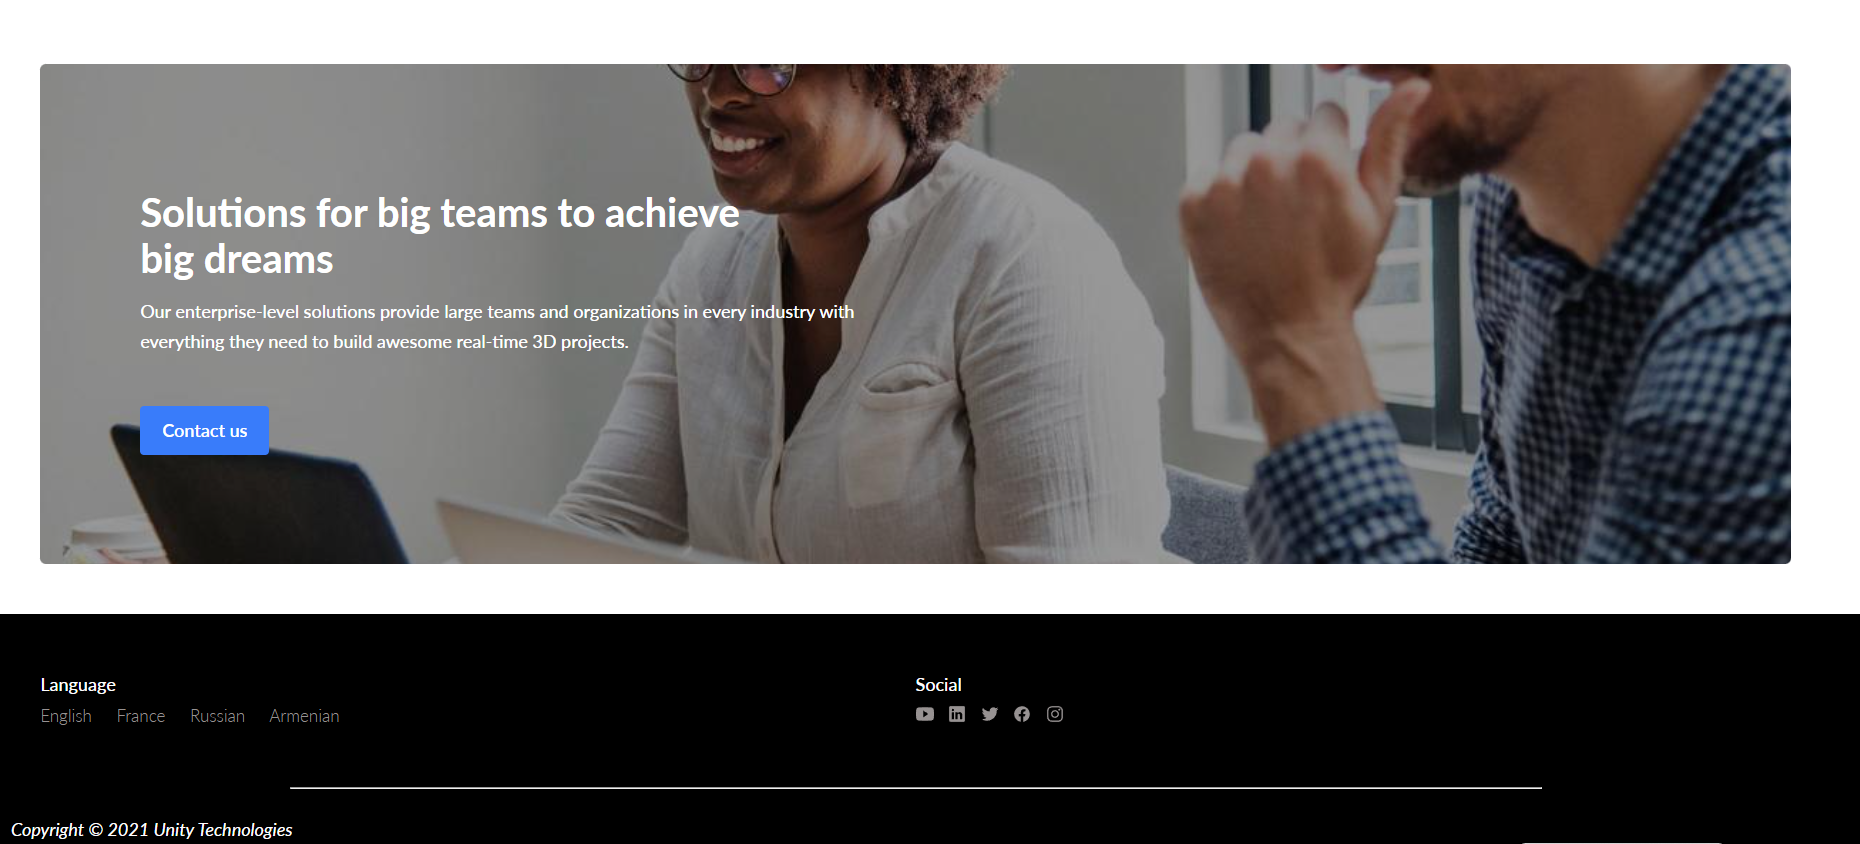 Solutions for big teams to achieve
big dreams
Our enterprise-level solutions provide large teams and organizations in every industry with
everything they need to build awesome real-time 3D projects.
Contact us
Language
English France Russian Armenian
Social
Copyright © 2021 Unity Technologies